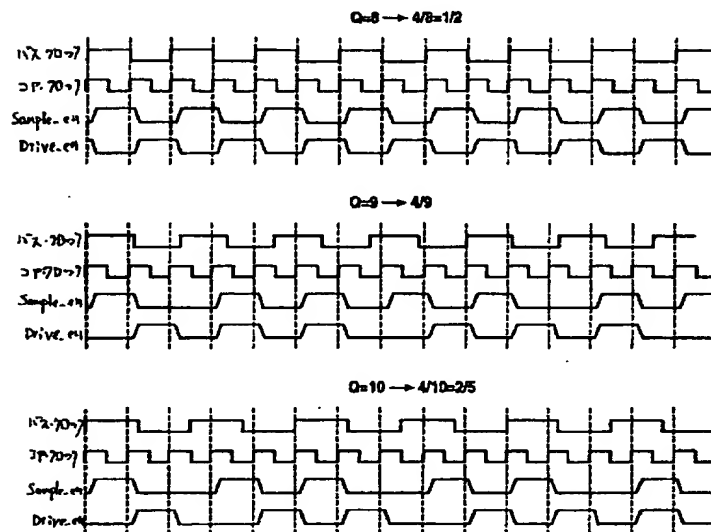 Q=8 → 4/8=1/2
バス・クロック
コア・クロック
Sample_en
Drive_en
Q=9 → 4/9
バス・クロック
コア・クロック
Sample_en
Drive_en
Q=10 → 4/10=2/5
バス・クロック
コア・クロック
Sample_en
Drive_en